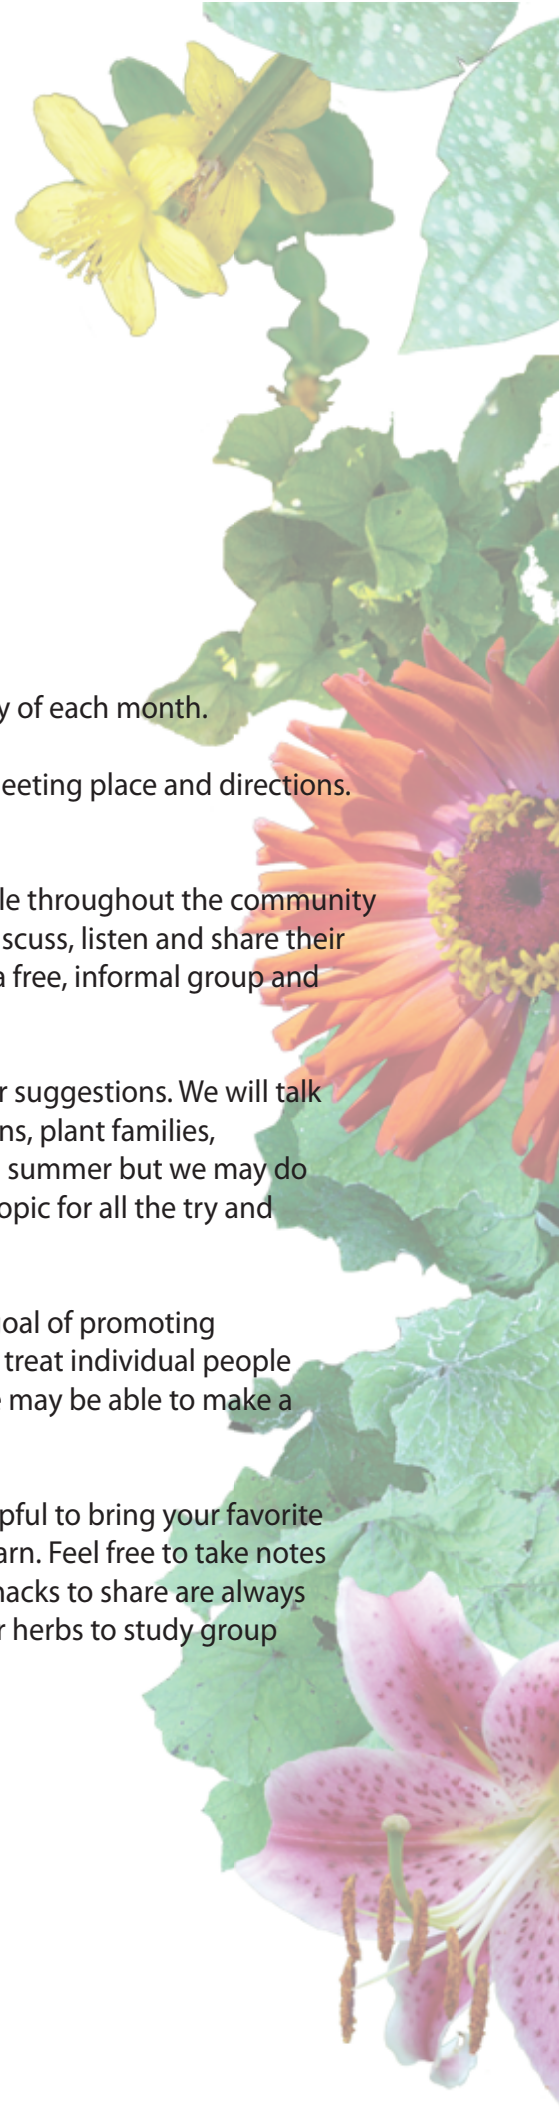 y of each month.
eeting place and directions.
le throughout the community
scuss, listen and share their
a free, informal group and
r suggestions. We will talk
ns, plant families,
summer but we may do
opic for all the try and
oal of promoting
treat individual people
e may be able to make a
pful to bring your favorite
arn. Feel free to take notes
nacks to share are always
r herbs to study group